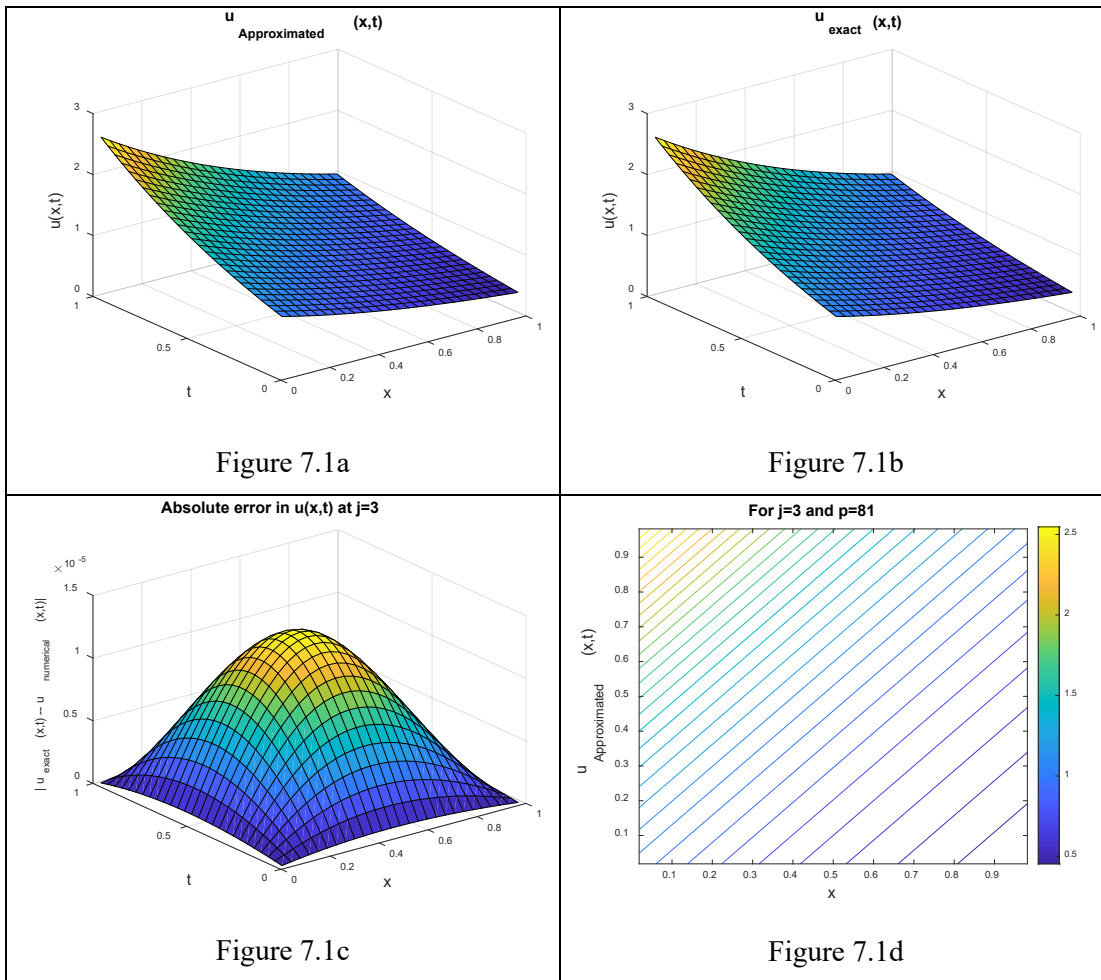 u Approximated (x,t)
3
2
1
0
u(x,t)
1
0.5
0
t
0
0.2
0.4
0.6
0.8
1
x
Figure 7.1a
u exact (x,t)
3
2
1
0
u(x,t)
1
0.5
0
t
0
0.2
0.4
0.6
0.8
1
x
Figure 7.1b
Absolute error in u(x,t) at j=3
× 10 -5
1.5
1
0.5
0
| u exact (x,t) -- u numerical (x,t)|
1
0.5
0
t
0
0.2
0.4
0.6
0.8
1
x
Figure 7.1c
For j=3 and p=81
0.9
0.8
0.7
0.6
0.5
0.4
0.3
0.2
0.1
u Approximated (x,t)
0.1 0.2 0.3 0.4 0.5 0.6 0.7 0.8 0.9
x
2.5
2
1.5
1
0.5
Figure 7.1d